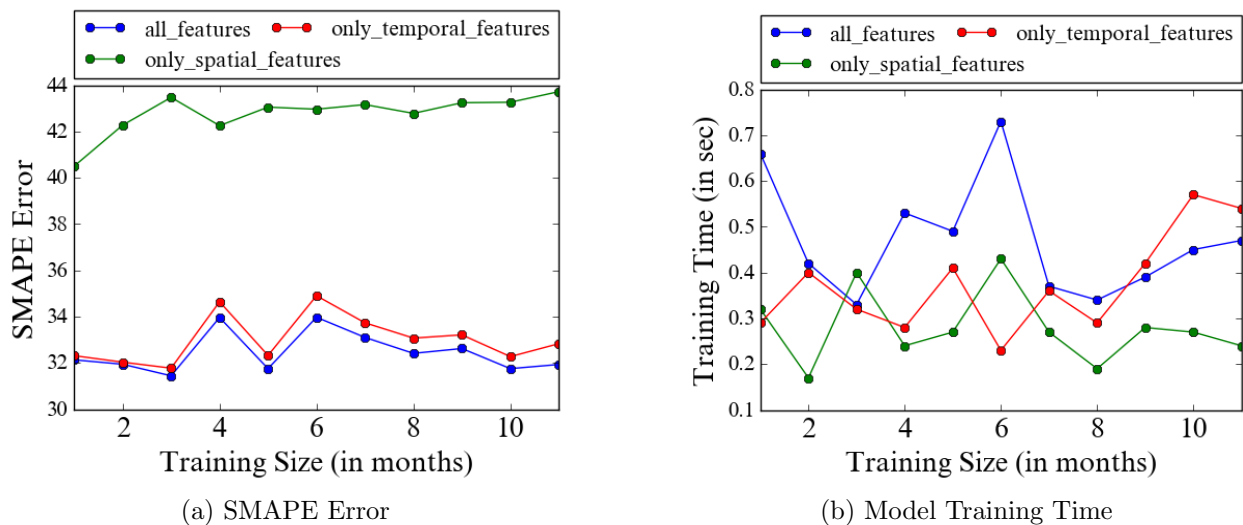 all_features only_temporal_features
only_spatial_features
44
42
40
38
36
34
32
30
SMAPE Error
2 4 6 8 10
Training Size (in months)
(a) SMAPE Error
all_features only_temporal_features
only_spatial_features
0.8
0.7
0.6
0.5
0.4
0.3
0.2
0.1
Training Time (in sec)
2 4 6 8 10
Training Size (in months)
(b) Model Training Time